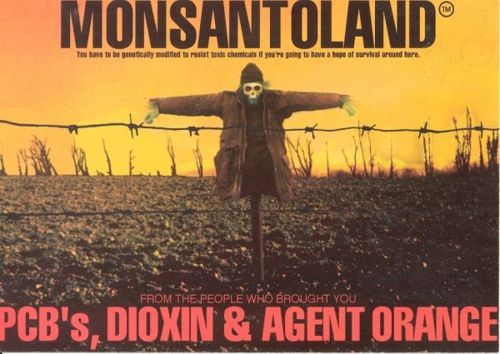 MONSANTOLAND TM
You have to be genetically modified to resist toxic chemicals if you're going to have a hope of survival around here.
FROM THE PEOPLE WHO BROUGHT YOU
PCB's, DIOXIN & AGENT ORANGE